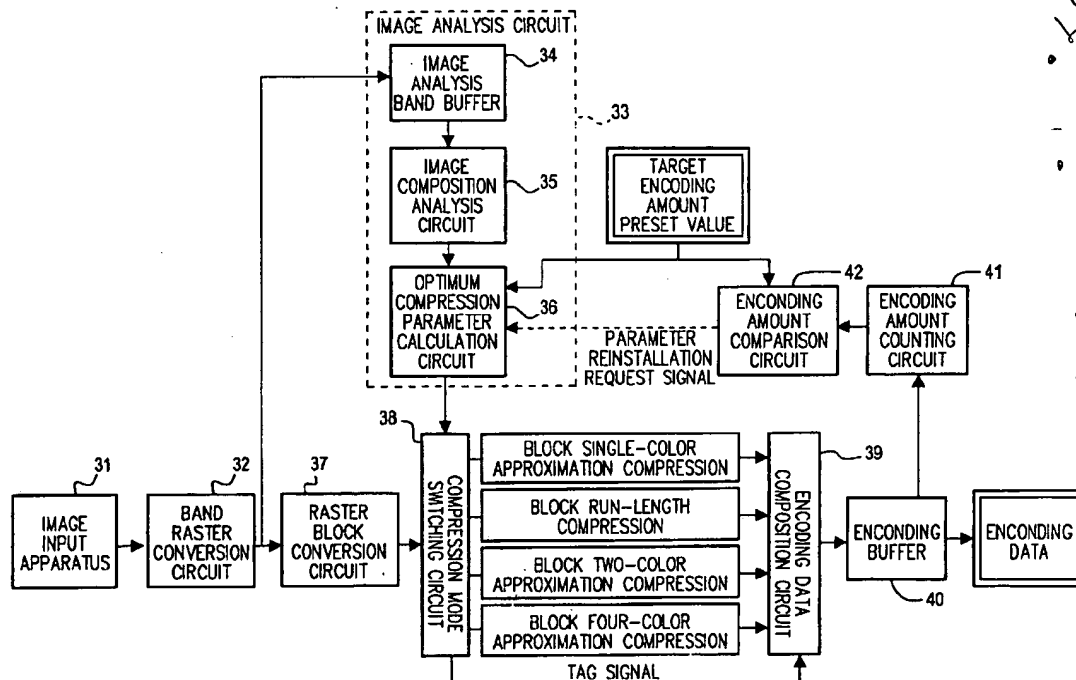 IMAGE ANALYSIS CIRCUIT
IMAGE
ANALYSIS
BAND BUFFER
34
33
IMAGE
COMPOSITION
ANALYSIS
CIRCUIT
35
TARGET
ENCODING
AMOUNT
PRESET VALUE
OPTIMUM
COMPRESSION
PARAMETER
CALCULATION
CIRCUIT
36
PARAMETER
REINSTALLATION
REQUEST SIGNAL
ENCONDING
AMOUNT
COMPARISON
CIRCUIT
42
ENCODING
AMOUNT
COUNTING
CIRCUIT
41
31
IMAGE
INPUT
APPARATUS
32
BAND
RASTER
CONVERSION
CIRCUIT
37
RASTER
BLOCK
CONVERSION
CIRCUIT
38
COMPRESSION MODE
SWITCHING CIRCUIT
BLOCK SINGLE-COLOR
APPROXIMATION COMPRESSION
BLOCK RUN-LENGTH
COMPRESSION
BLOCK TWO-COLOR
APPROXIMATION COMPRESSION
BLOCK FOUR-COLOR
APPROXIMATION COMPRESSION
TAG SIGNAL
ENCODING DATA
COMPOSITION CIRCUIT
39
ENCONDING
BUFFER
40
ENCONDING
DATA